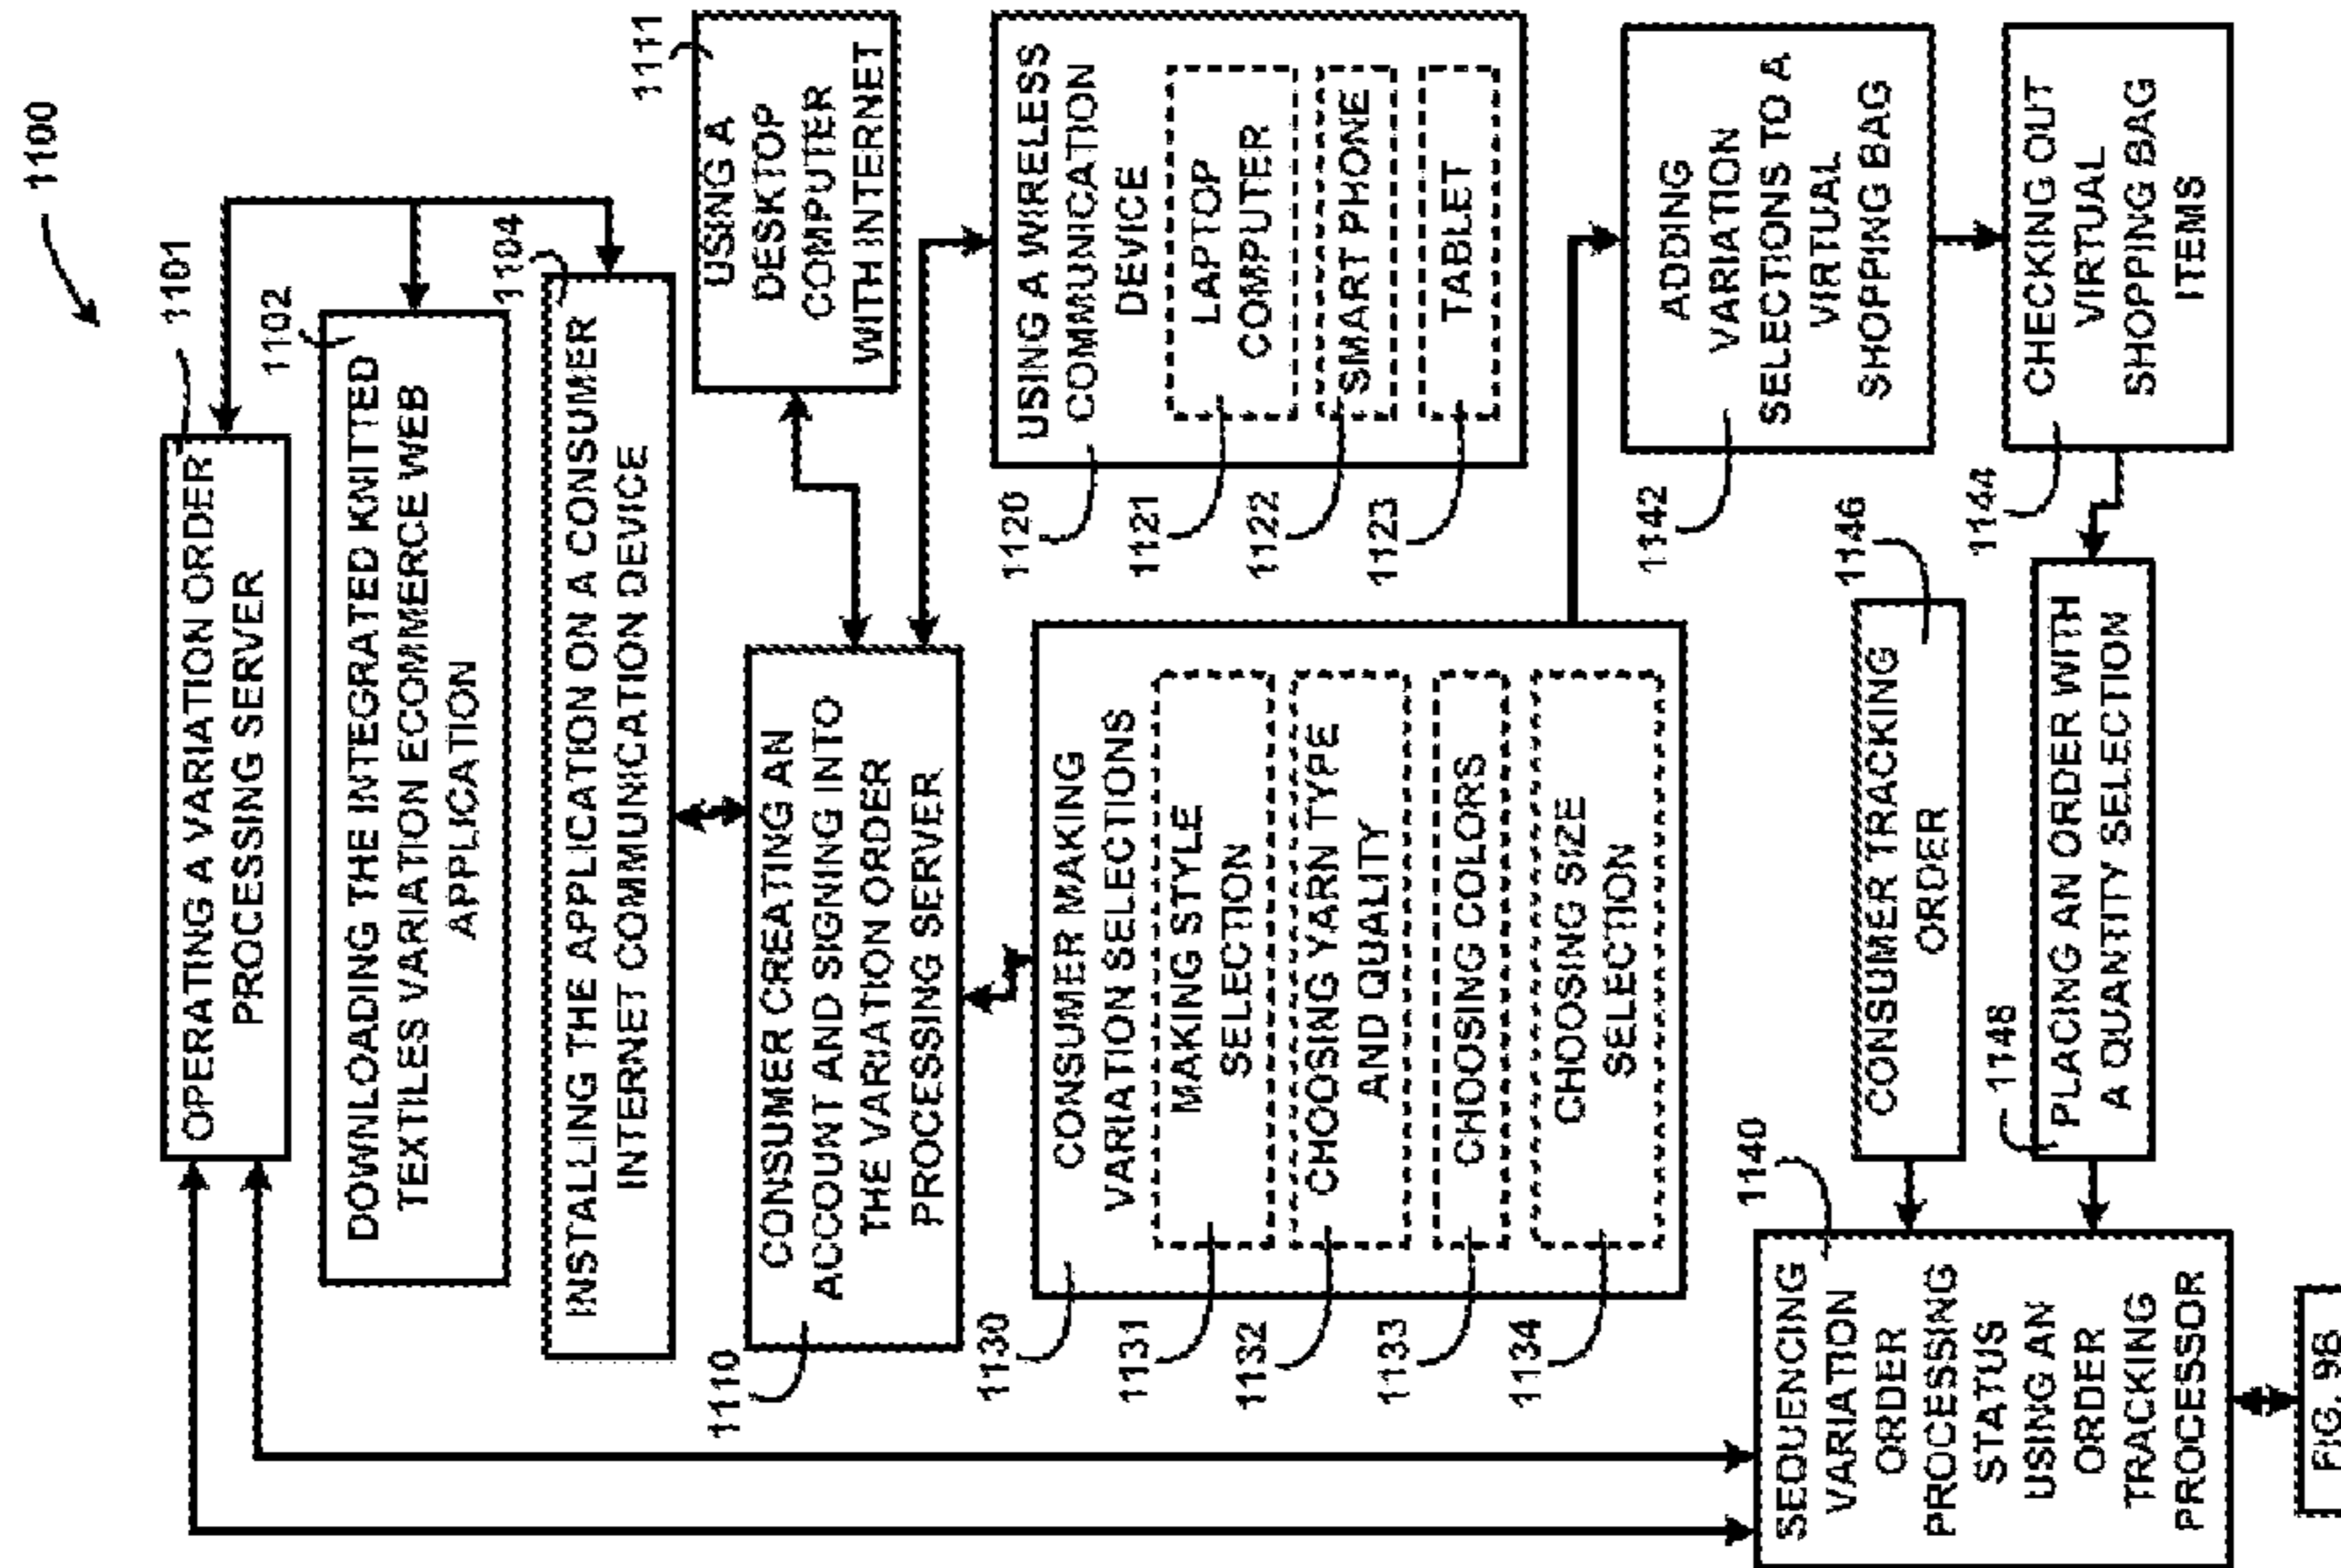 1100
1101
OPERATING A VARIATION ORDER
PROCESSING SERVER
1102
DOWNLOADING THE INTEGRATED KNITTED
TEXTILES VARIATION ECOMMERCE WEB
APPLICATION
1104
INSTALLING THE APPLICATION ON A CONSUMER
INTERNET COMMUNICATION DEVICE
1111
USING A
DESKTOP
COMPUTER
WITH INTERNET
1110
CONSUMER CREATING AN
ACCOUNT AND SIGNING INTO
THE VARIATION ORDER
PROCESSING SERVER
1120
USING A WIRELESS
COMMUNICATION
DEVICE
1121
LAPTOP
COMPUTER
1122
SMART PHONE
1123
TABLET
1130
CONSUMER MAKING
VARIATION SELECTIONS
1131
MAKING STYLE
SELECTION
1132
CHOOSING YARN TYPE
AND QUALITY
1133
CHOOSING COLORS
1134
CHOOSING SIZE
SELECTION
1142
ADDING
VARIATION
SELECTIONS TO A
VIRTUAL
SHOPPING BAG
1144
CHECKING OUT
VIRTUAL
SHOPPING BAG
ITEMS
1146
CONSUMER TRACKING
ORDER
1148
PLACING AN ORDER WITH
A QUANTITY SELECTION
1140
SEQUENCING
VARIATION
ORDER
PROCESSING
STATUS
USING AN
ORDER
TRACKING
PROCESSOR
FIG. 9B